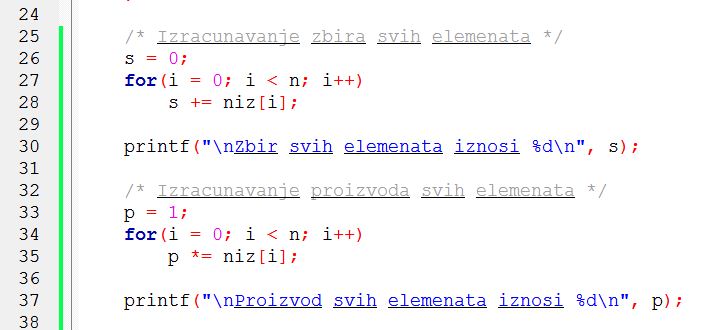 24
25 /* Izracunavanje zbira svih elemenata */
26 s = 0;
27 for(i = 0; i < n; i++)
28 s += niz[i];
29
30 printf("\nZbir svih elemenata iznosi %d\n", s);
31
32 /* Izracunavanje proizvoda svih elemenata */
33 p = 1;
34 for(i = 0; i < n; i++)
35 p *= niz[i];
36
37 printf("\nProizvod svih elemenata iznosi %d\n", p);
38